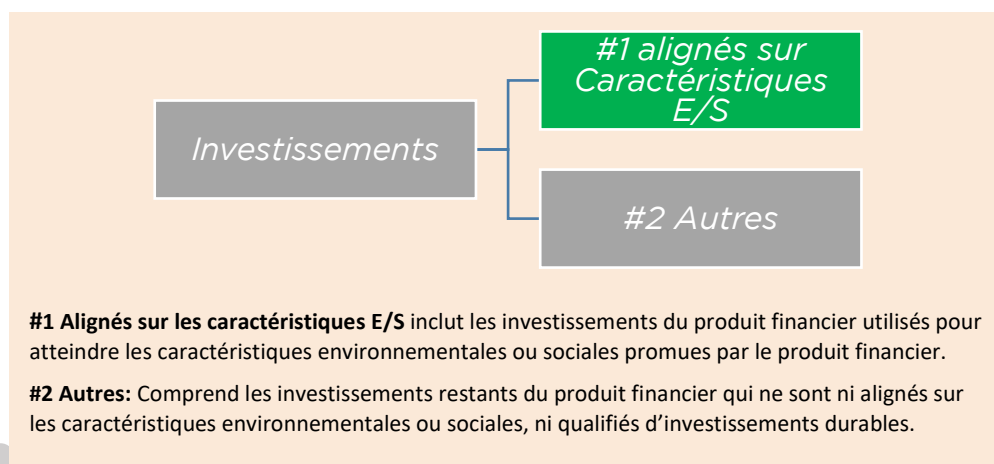 #1 alignés sur
Caractéristiques
E/S
Investissements
#2 Autres
#1 Alignés sur les caractéristiques E/S inclut les investissements du produit financier utilisés pour
atteindre les caractéristiques environnementales ou sociales promues par le produit financier.
#2 Autres: Comprend les investissements restants du produit financier qui ne sont ni alignés sur
les caractéristiques environnementales ou sociales, ni qualifiés d’investissements durables.